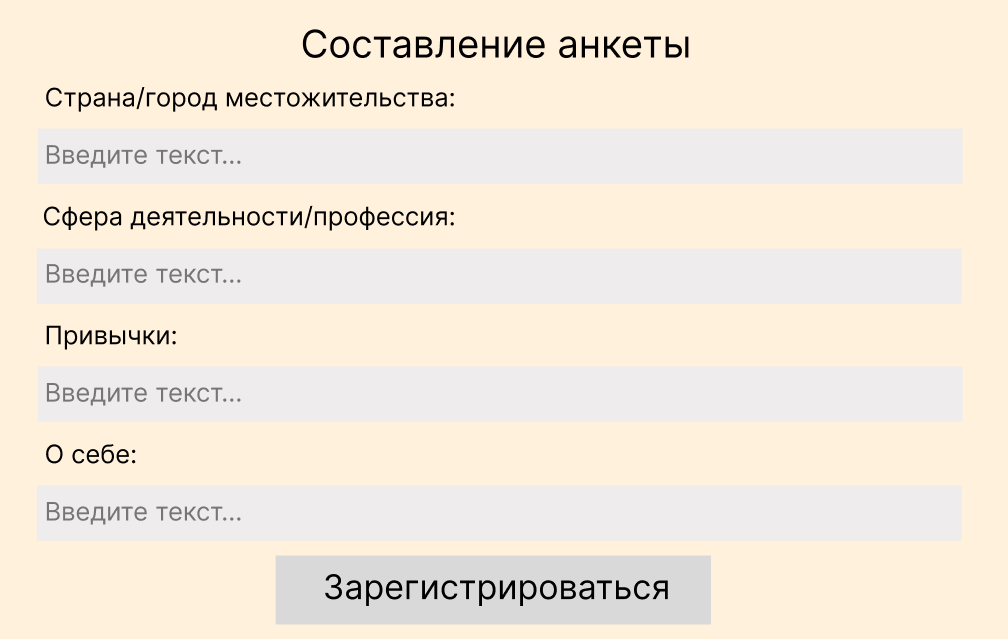 Составление анкеты
Страна/город местожительства:
Введите текст...
Сфера деятельности/профессия:
Введите текст...
Привычки:
Введите текст...
О себе:
Введите текст...
Зарегистрироваться